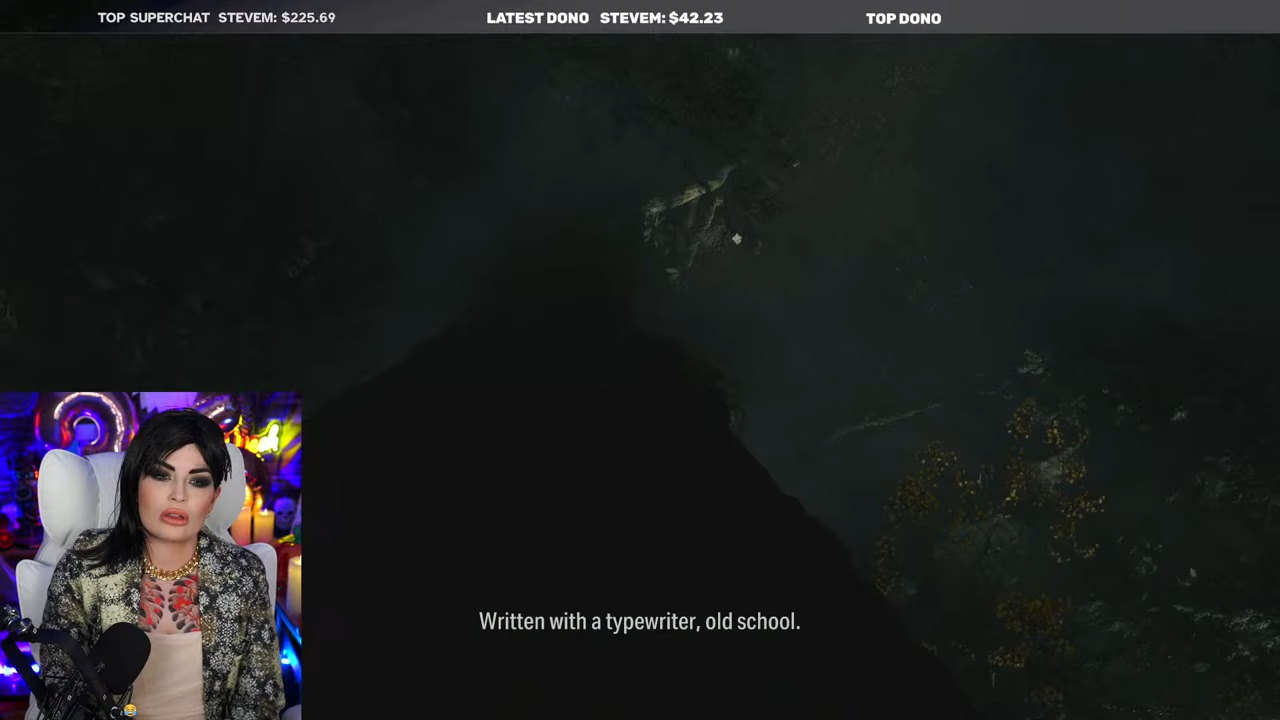 TOP SUPERCHAT STEVEM: $225.69 LATEST DONO STEVEM: $42.23 TOP DONO
Written with a typewriter, old school.